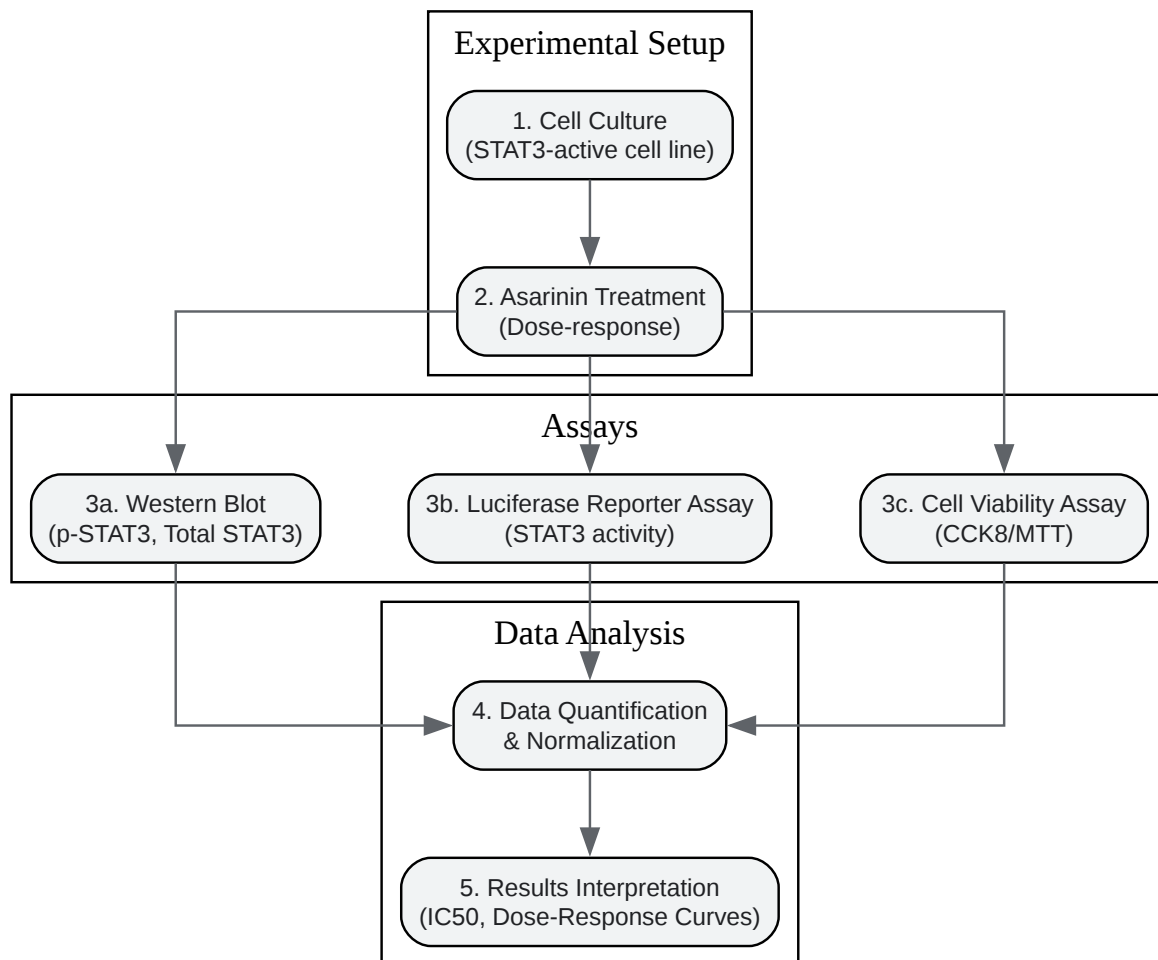 Experimental Setup
1. Cell Culture
(STAT3-active cell line)
2. Asarinin Treatment
(Dose-response)
Assays
3a. Western Blot
(p-STAT3, Total STAT3)
3b. Luciferase Reporter Assay
(STAT3 activity)
3c. Cell Viability Assay
(CCK8/MTT)
Data Analysis
4. Data Quantification
& Normalization
5. Results Interpretation
(IC50, Dose-Response Curves)